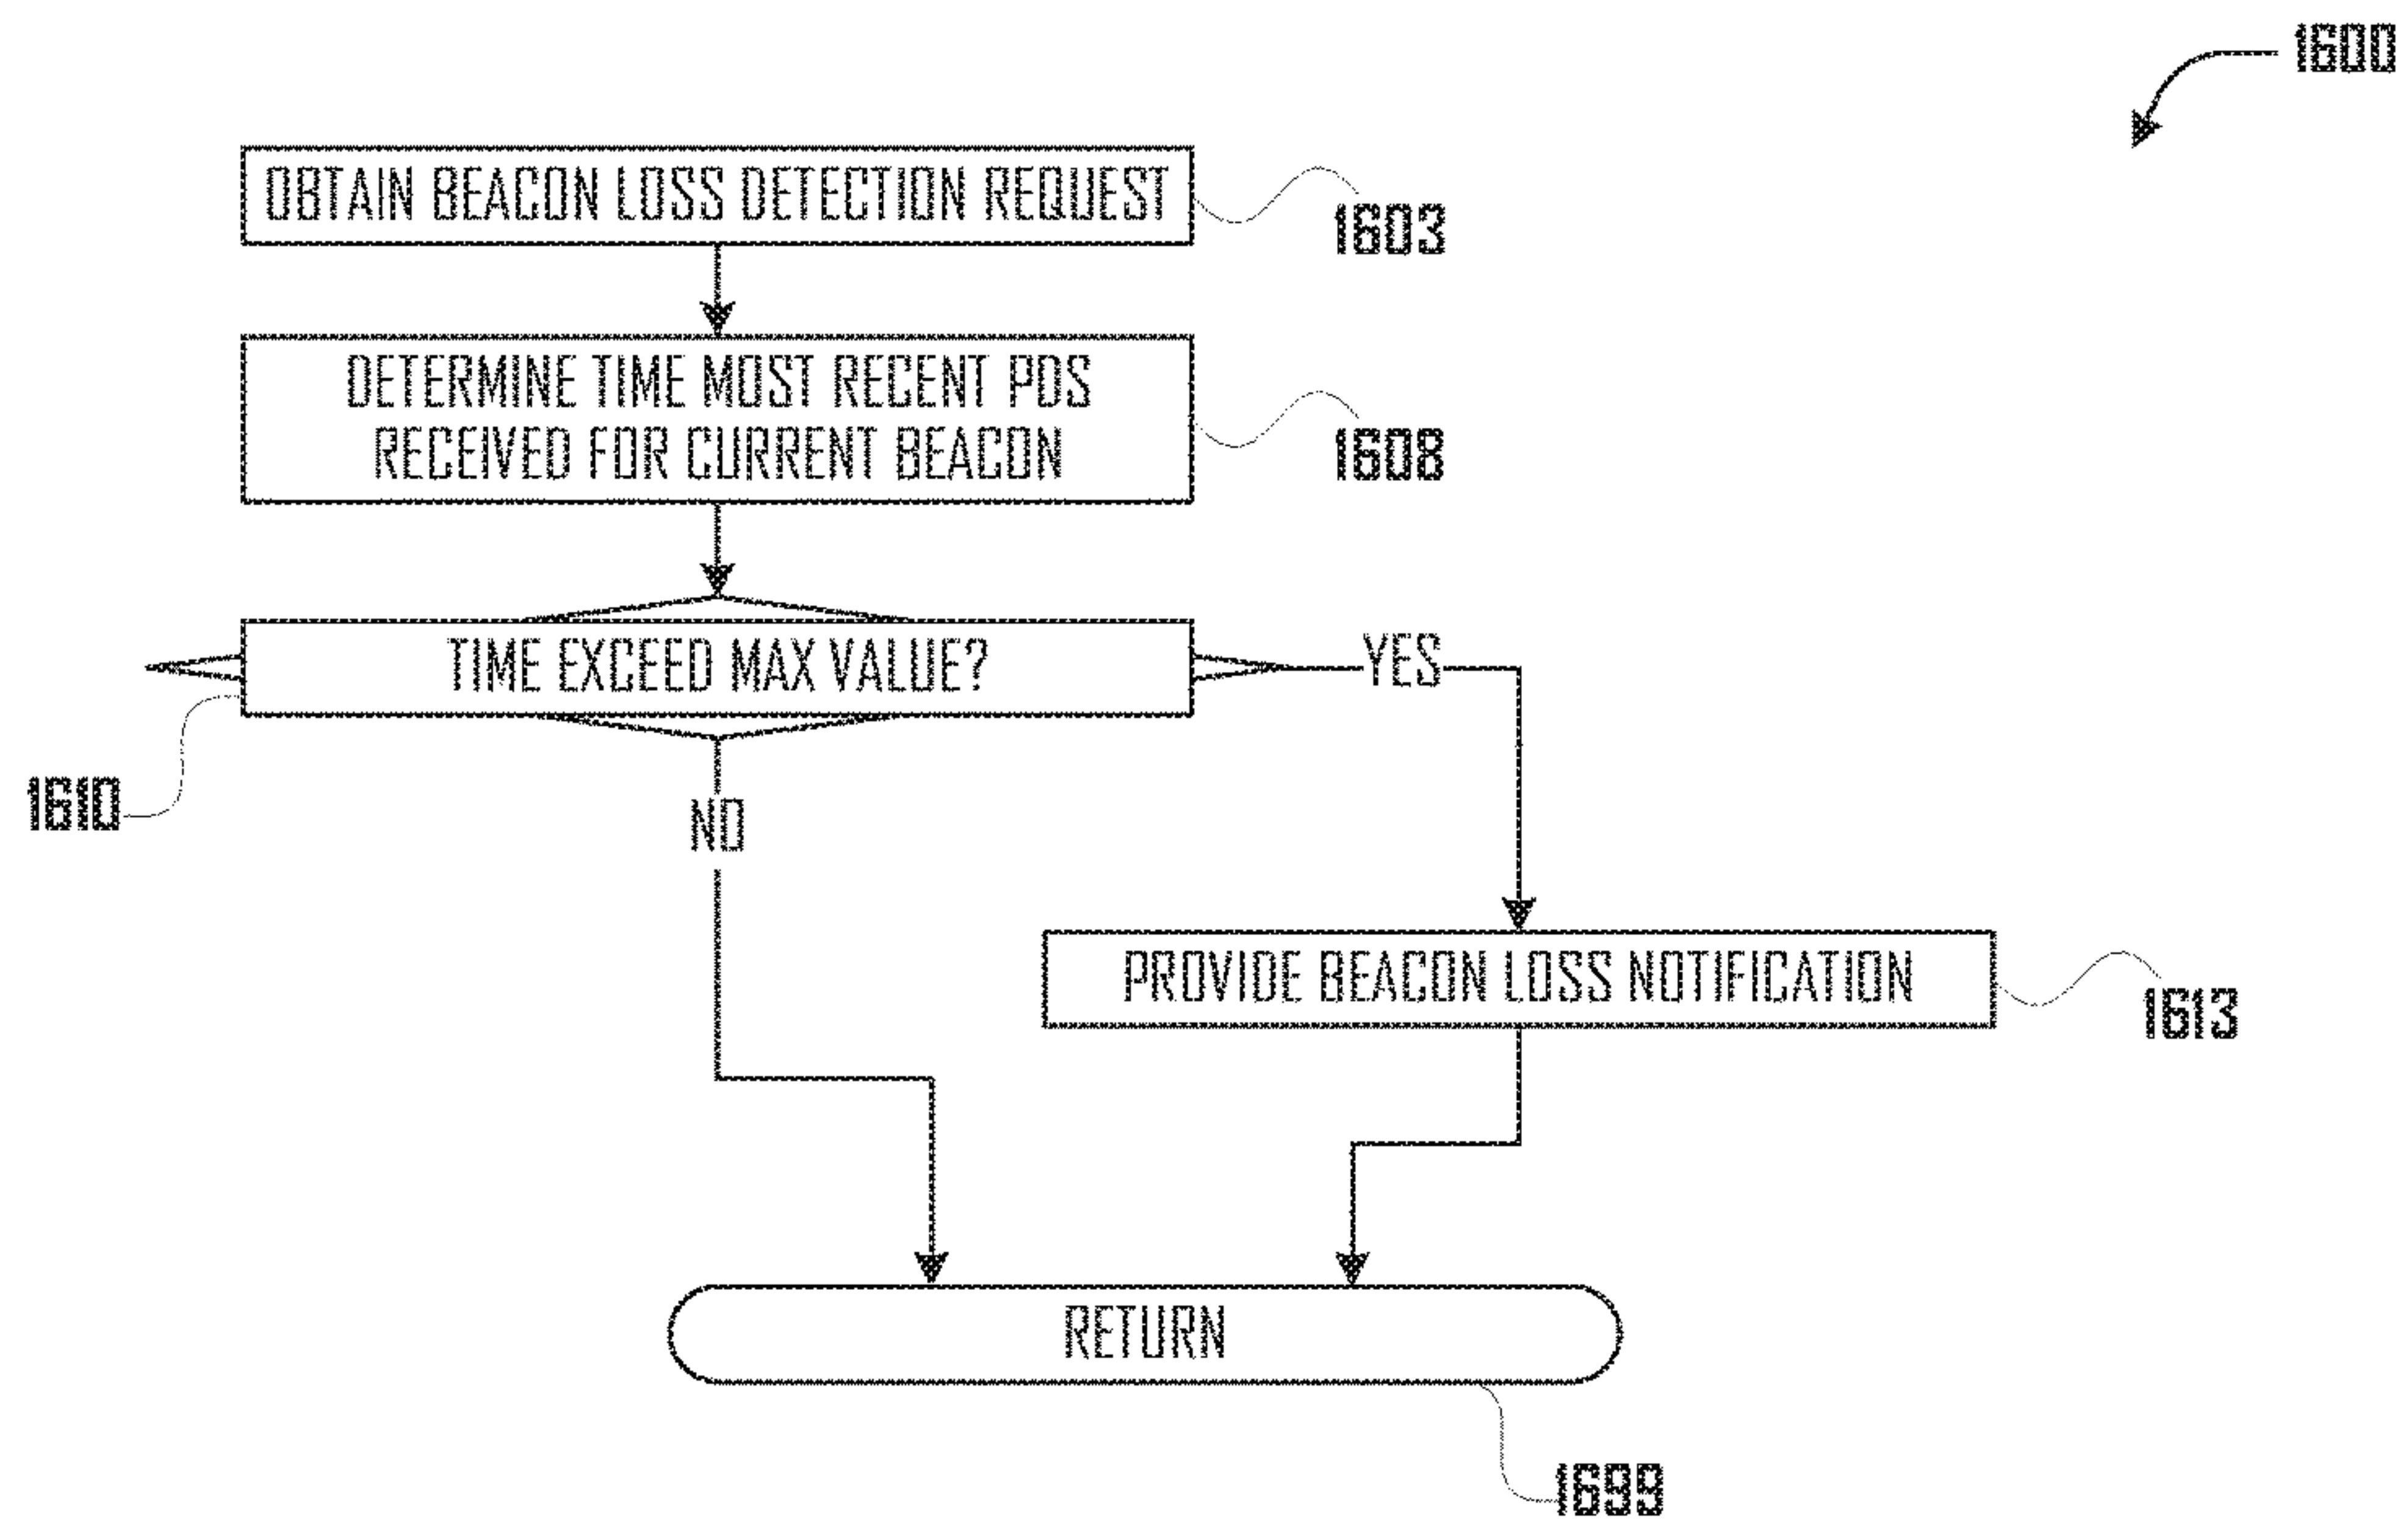 1600
OBTAIN BEACON LOSS DETECTION REQUEST
1603
DETERMINE TIME MOST RECENT PDS
RECEIVED FOR CURRENT BEACON
1608
TIME EXCEED MAX VALUE?
YES
1610
NO
PROVIDE BEACON LOSS NOTIFICATION
1613
RETURN
1699